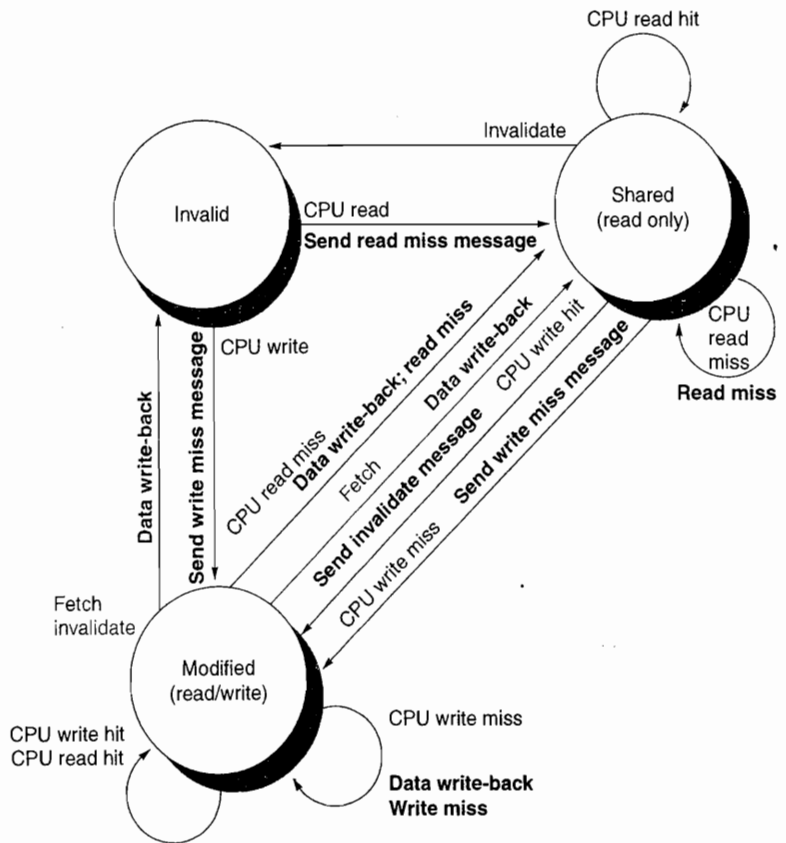 CPU read hit
Invalidate
Invalid
Shared
(read only)
CPU read
Send read miss message
CPU
read
miss
Read miss
CPU write
Send write miss message
Data write-back
CPU read miss
Data write-back; read miss
Fetch
Data write-back
CPU write hit
Send invalidate message
CPU write miss
Send write miss message
Fetch
invalidate
Modified
(read/write)
CPU write hit
CPU read hit
CPU write miss
Data write-back
Write miss